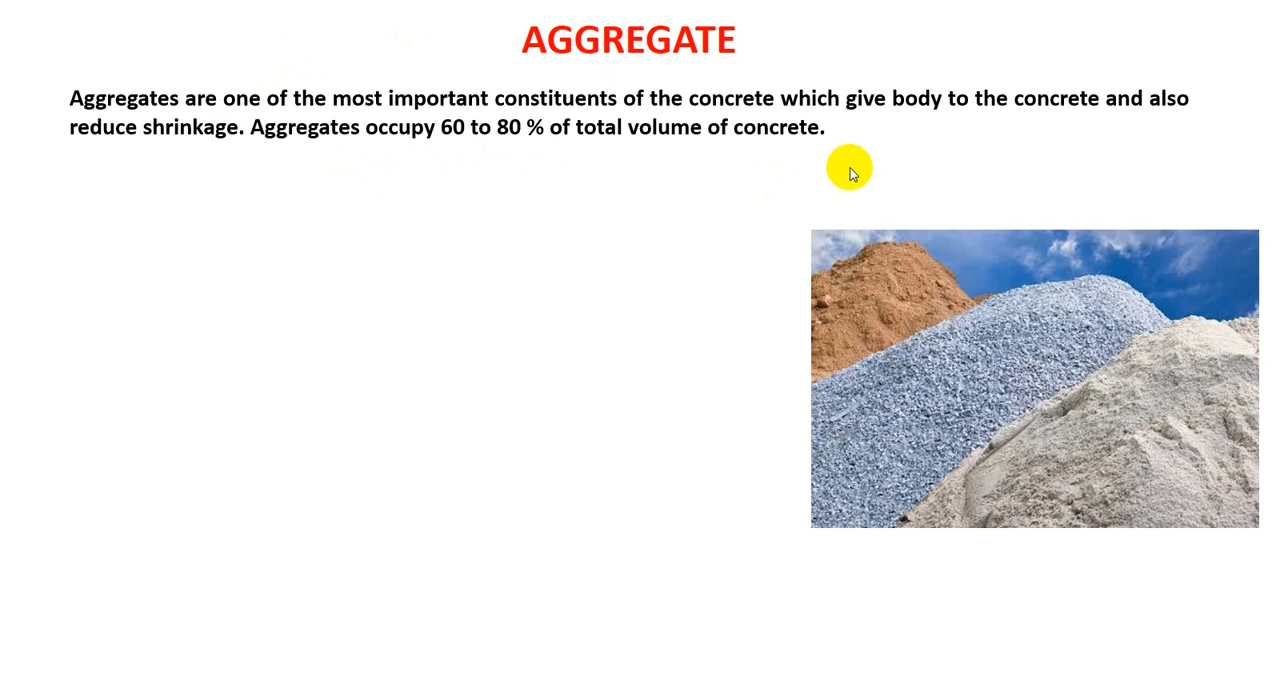 AGGREGATE
Aggregates are one of the most important constituents of the concrete which give body to the concrete and also
reduce shrinkage. Aggregates occupy 60 to 80 % of total volume of concrete.